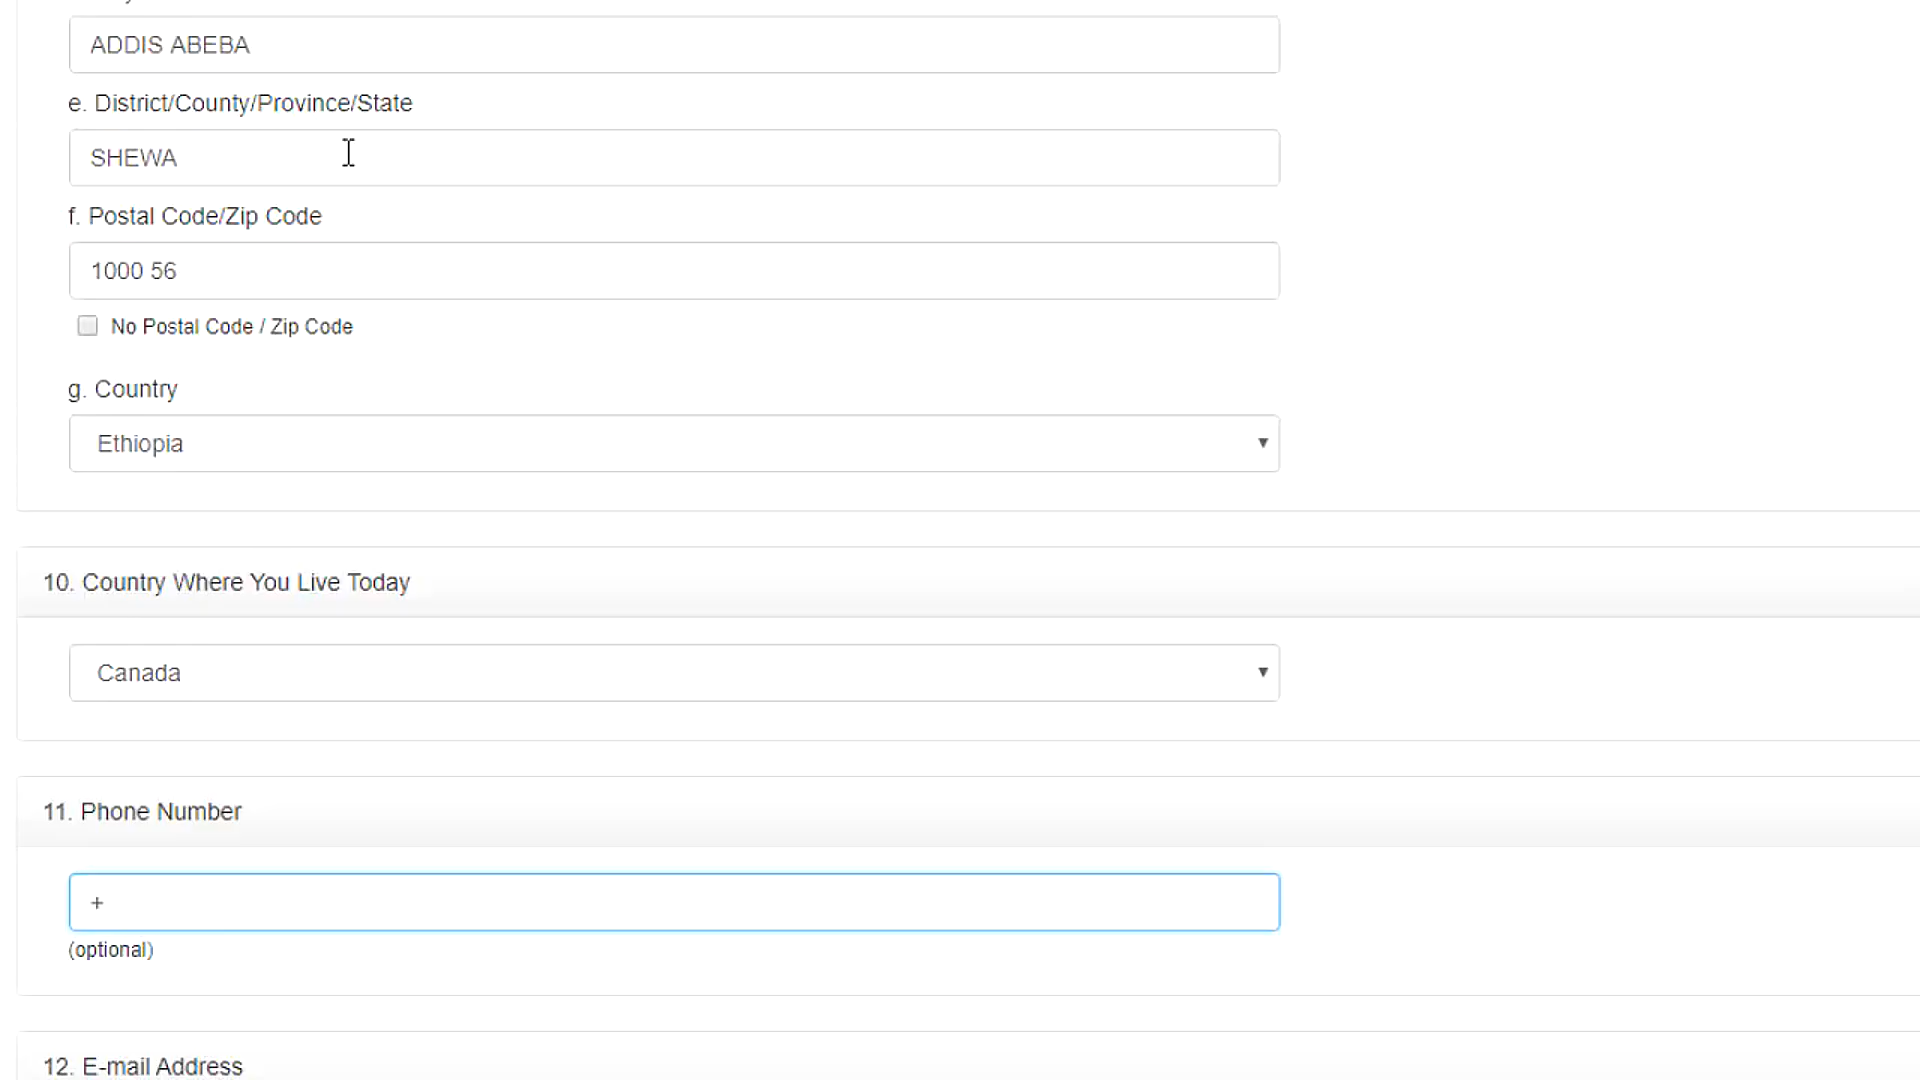 ADDIS ABEBA
e. District/County/Province/State
SHEWA
f. Postal Code/Zip Code
1000 56
No Postal Code / Zip Code
g. Country
Ethiopia
10. Country Where You Live Today
Canada
11. Phone Number
+
(optional)
12. E-mail Address